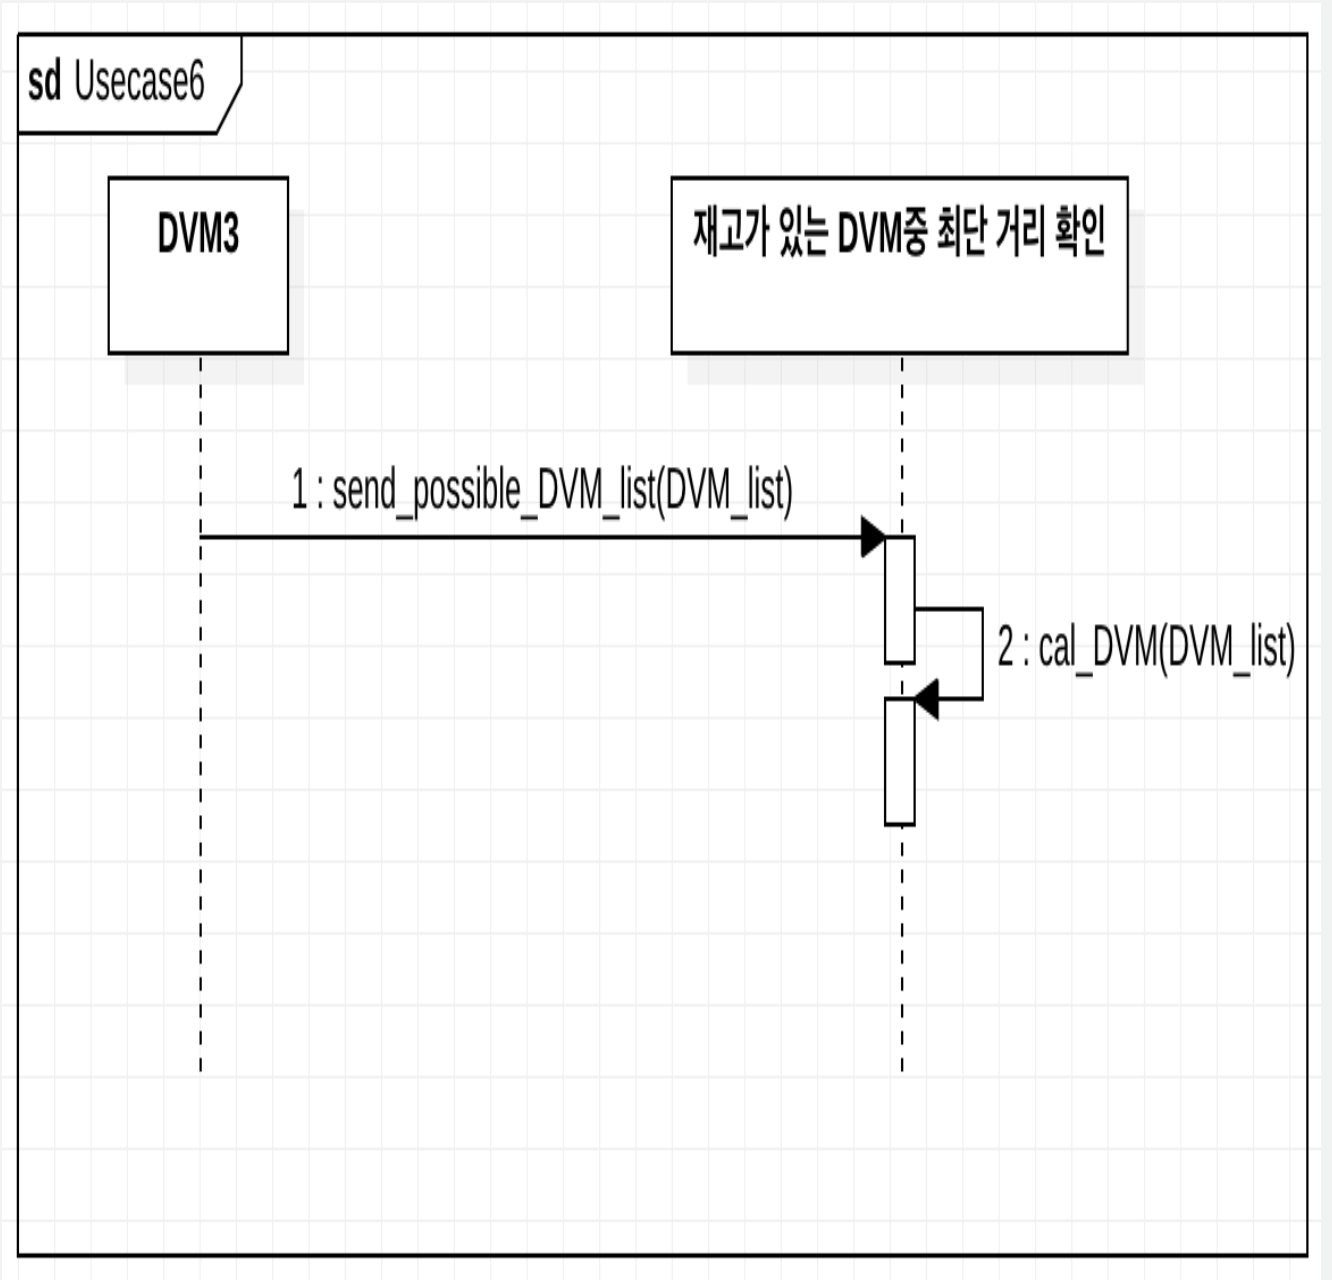 sd Usecase6
DVM3
재고가 있는 DVM중 최단 거리 확인
1 : send_possible_DVM_list(DVM_list)
2 : cal_DVM(DVM_list)